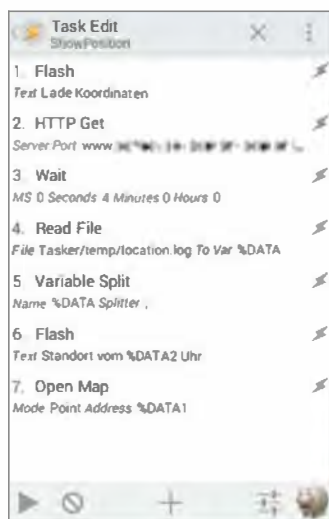 Task Edit
ShowPosition
1. Flash
Text Lade Koordinaten
2. HTTP Get
Server:Port www.
3. Wait
MS 0 Seconds 4 Minutes 0 Hours 0
4. Read File
File Tasker/temp/location.log To Var %DATA
5. Variable Split
Name %DATA Splitter ,
6. Flash
Text Standort vom %DATA2 Uhr
7. Open Map
Mode Point Address %DATA1